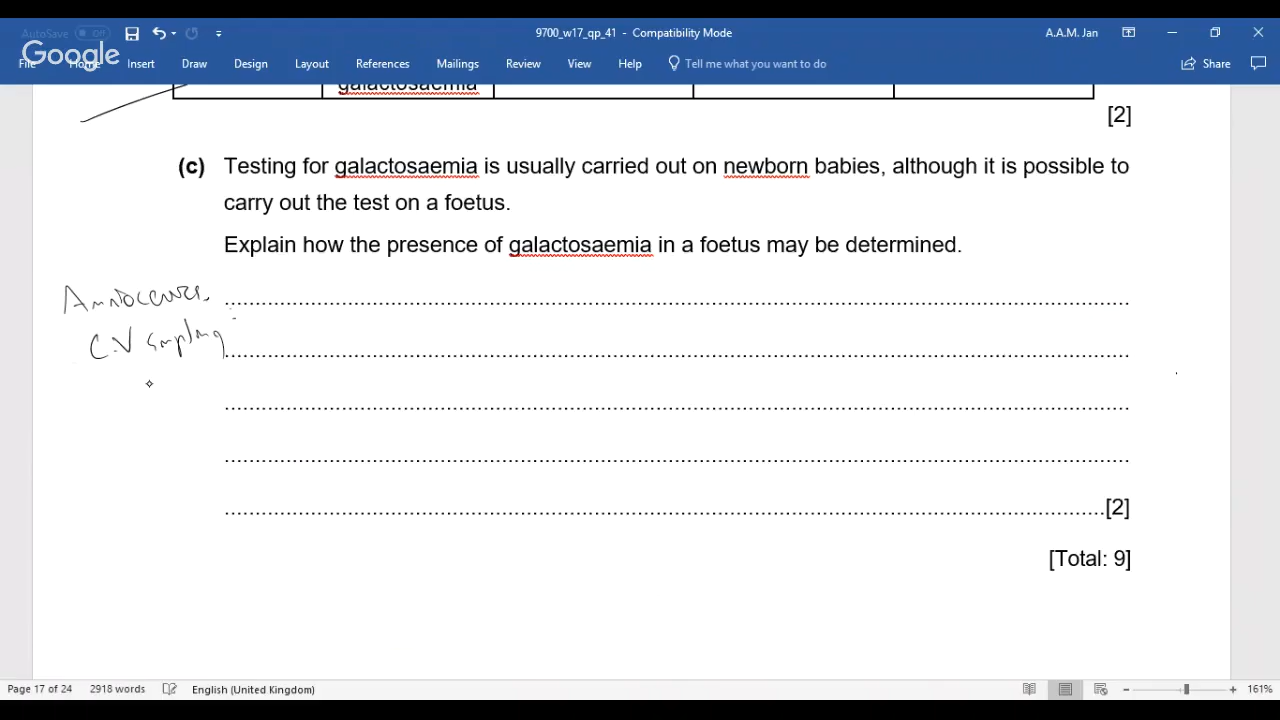 AutoSave Off 9700_w17_qp_41 - Compatibility Mode A.A.M. Jan
Google
File Home Insert Draw Design Layout References Mailings Review View Help Tell me what you want to do Share
galactosaemia
[2]
(c) Testing for galactosaemia is usually carried out on newborn babies, although it is possible to
carry out the test on a foetus.
Explain how the presence of galactosaemia in a foetus may be determined.
C.V sampling
[2]
[Total: 9]
Page 17 of 24 2918 words English (United Kingdom) 161%